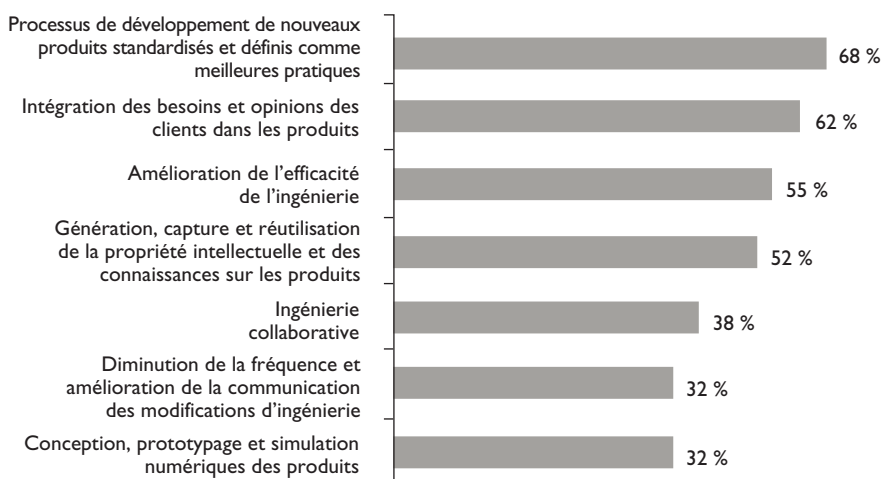 Processus de développement de nouveaux
produits standardisés et définis comme
meilleures pratiques
68 %
Intégration des besoins et opinions des
clients dans les produits
62 %
Amélioration de l’efficacité
de l’ingénierie
55 %
Génération, capture et réutilisation
de la propriété intellectuelle et des
connaissances sur les produits
52 %
Ingénierie
collaborative
38 %
Diminution de la fréquence et
amélioration de la communication
des modifications d’ingénierie
32 %
Conception, prototypage et simulation
numériques des produits
32 %